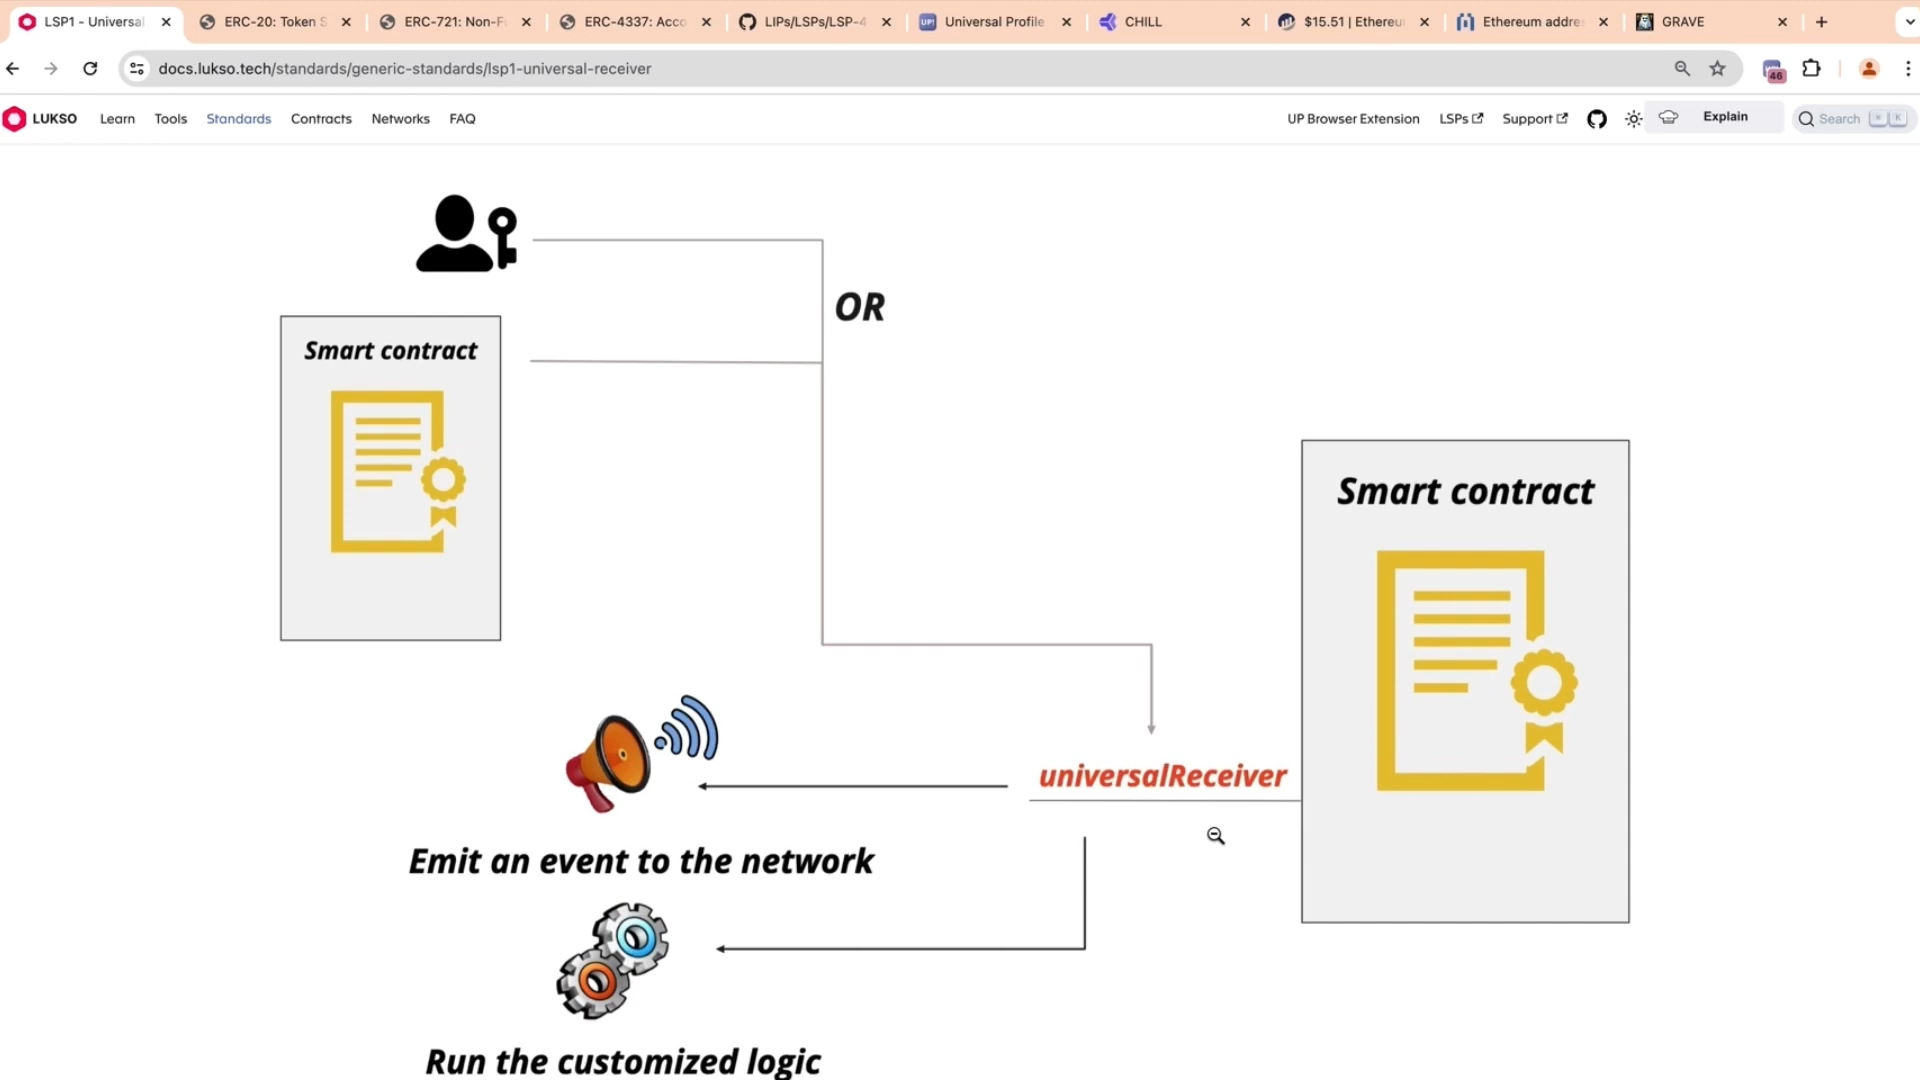 LSP1 - Universal
ERC-20: Token S
ERC-721: Non-F
ERC-4337: Acco
LIPs/LSPs/LSP-4
UP! Universal Profile
CHILL
$15.51 | Ethereu
Ethereum addre
GRAVE
docs.lukso.tech/standards/generic-standards/lsp1-universal-receiver
46
LUKSO
Learn
Tools
Standards
Contracts
Networks
FAQ
UP Browser Extension
LSPs
Support
Explain
Search
K
OR
Smart contract
Smart contract
universalReceiver
Emit an event to the network
Run the customized logic